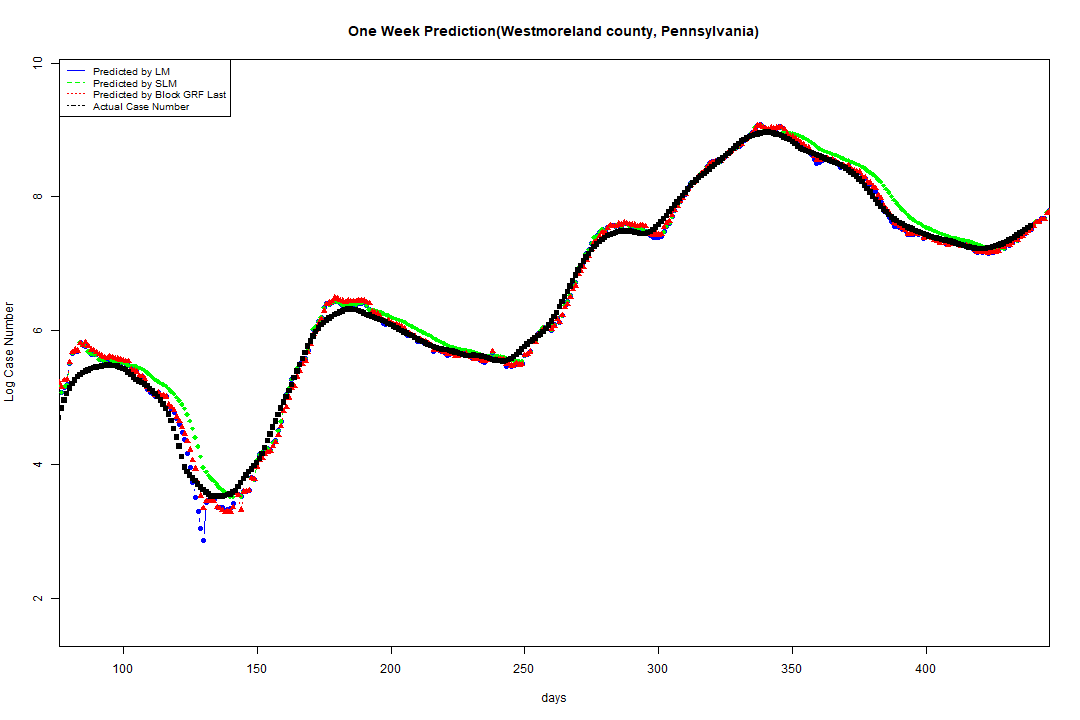 One Week Prediction(Westmoreland county, Pennsylvania)
Predicted by LM
Predicted by SLM
Predicted by Block GRF Last
Actual Case Number
10
8
6
4
2
Log Case Number
100 150 200 250 300 350 400
days